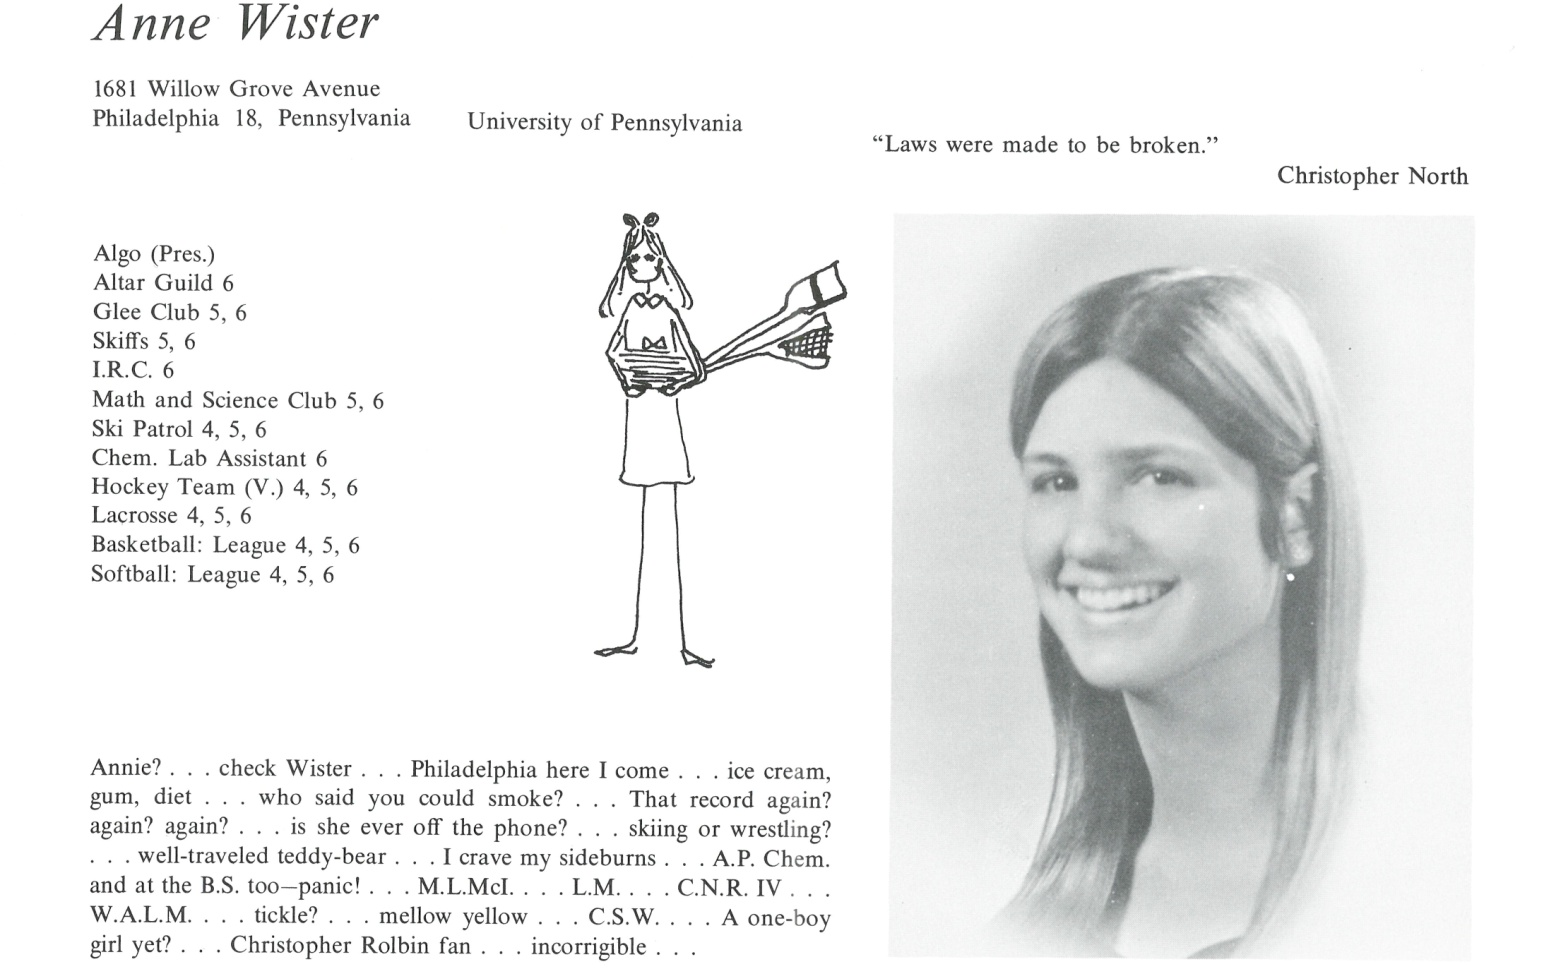 Anne Wister
1681 Willow Grove Avenue
Philadelphia 18, Pennsylvania
University of Pennsylvania
“Laws were made to be broken.”
Christopher North
Algo (Pres.)
Altar Guild 6
Glee Club 5, 6
Skiffs 5, 6
I.R.C. 6
Math and Science Club 5, 6
Ski Patrol 4, 5, 6
Chem. Lab Assistant 6
Hockey Team (V.) 4, 5, 6
Lacrosse 4, 5, 6
Basketball: League 4, 5, 6
Softball: League 4, 5, 6
Annie? . . . check Wister . . . Philadelphia here I come . . . ice cream,
gum, diet . . . who said you could smoke? . . . That record again?
again? again? . . . is she ever off the phone? . . . skiing or wrestling?
. . . well-traveled teddy-bear . . . I crave my sideburns . . . A.P. Chem.
and at the B.S. too—panic! . . . M.L.McI. . . . L.M. . . . C.N.R. IV . . .
W.A.L.M. . . . tickle? . . . mellow yellow . . . C.S.W. . . . A one-boy
girl yet? . . . Christopher Rolbin fan . . . incorrigible . . .